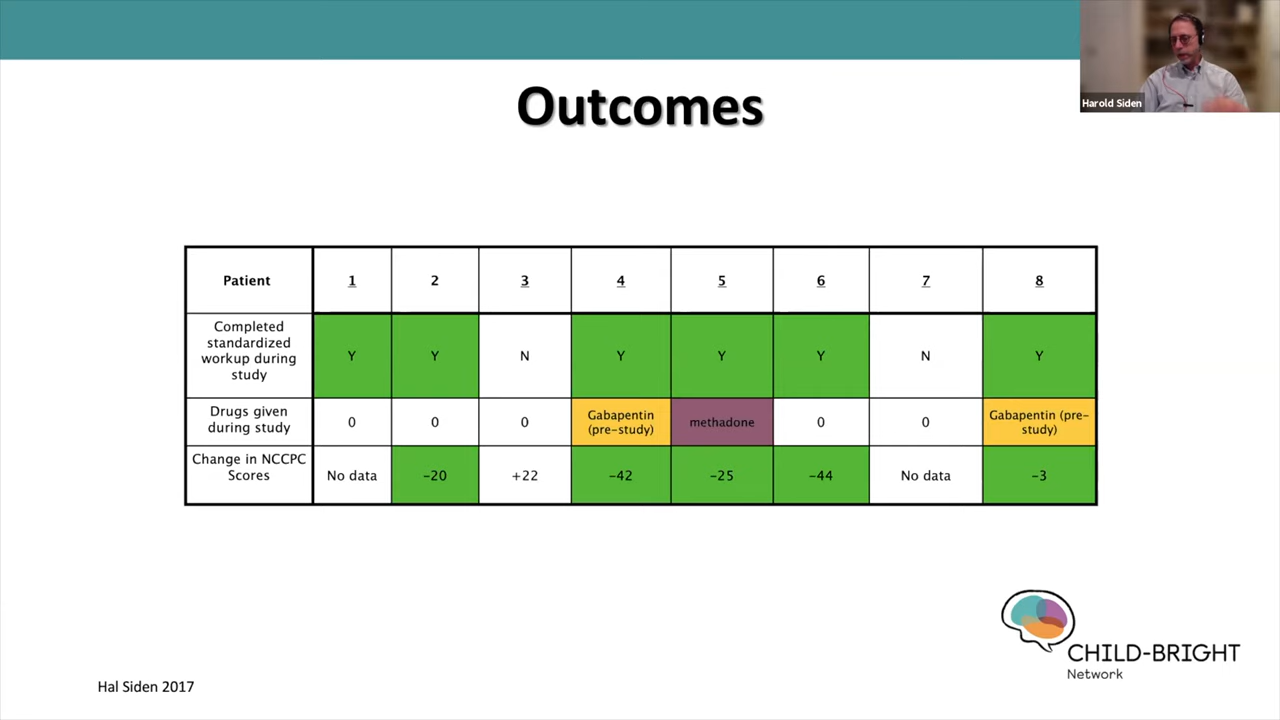 Harold Siden
Outcomes
Patient 1 2 3 4 5 6 7 8
Completed
standardized
workup during
study
Y Y N Y Y Y N Y
Drugs given
during study
0 0 0 Gabapentin
(pre-study) methadone 0 0 Gabapentin (pre-
study)
Change in NCCPC
Scores
No data -20 +22 -42 -25 -44 No data -3
CHILD-BRIGHT
Network
Hal Siden 2017